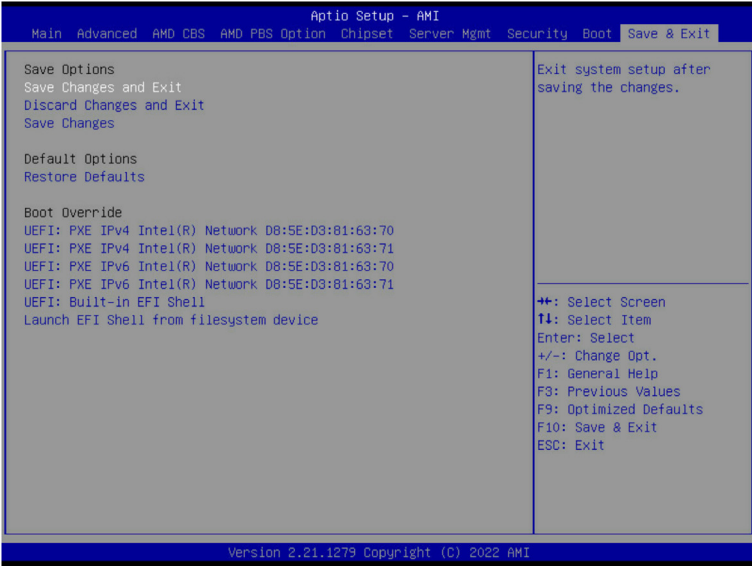 Aptio Setup – AMI
Main Advanced AMD CBS AMD PBS Option Chipset Server Mgmt Security Boot Save & Exit
Save Options
Save Changes and Exit
Discard Changes and Exit
Save Changes
Default Options
Restore Defaults
Boot Override
UEFI: PXE IPv4 Intel(R) Network D8:5E:D3:81:63:70
UEFI: PXE IPv4 Intel(R) Network D8:5E:D3:81:63:71
UEFI: PXE IPv6 Intel(R) Network D8:5E:D3:81:63:70
UEFI: PXE IPv6 Intel(R) Network D8:5E:D3:81:63:71
UEFI: Built-in EFI Shell
Launch EFI Shell from filesystem device
Exit system setup after
saving the changes.
→←: Select Screen
↑↓: Select Item
Enter: Select
+/-: Change Opt.
F1: General Help
F3: Previous Values
F9: Optimized Defaults
F10: Save & Exit
ESC: Exit
Version 2.21.1279 Copyright (C) 2022 AMI